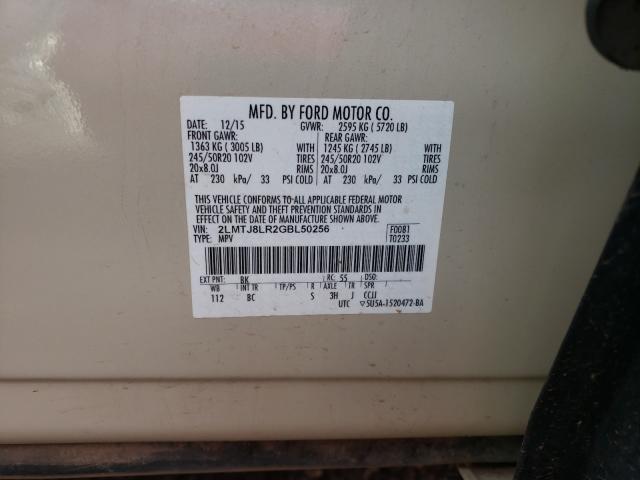 MFD. BY FORD MOTOR CO.
DATE: 12/15 GVWR: 2595 KG ( 5720 LB)
FRONT GAWR: REAR GAWR:
1363 KG ( 3005 LB) WITH 1245 KG ( 2745 LB) WITH
245/50R20 102V TIRES 245/50R20 102V TIRES
20x8.0J RIMS 20x8.0J RIMS
AT 230 kPa/ 33 PSI COLD AT 230 kPa/ 33 PSI COLD
THIS VEHICLE CONFORMS TO ALL APPLICABLE FEDERAL MOTOR
VEHICLE SAFETY AND THEFT PREVENTION STANDARDS IN
EFFECT ON THE DATE OF MANUFACTURE SHOWN ABOVE.
VIN: 2LMTJ8LR2GBL50256 F0081
TYPE: MPV T0233
EXT PNT: BK RC: 55 DSO:
WB INT TR TP/PS R AXLE TR SPR
112 BC S 3H J CCJJ
UTC ▽5U5A-1520472-BA